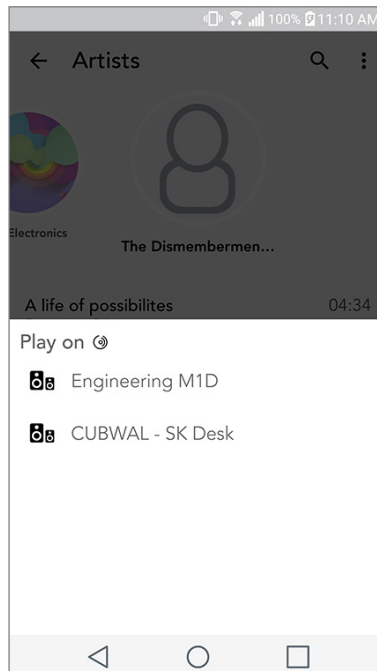 100% 11:10 AM
Artists
Electronics
The Dismembermen...
A life of possibilites
04:34
Play on
Engineering M1D
CUBWAL - SK Desk